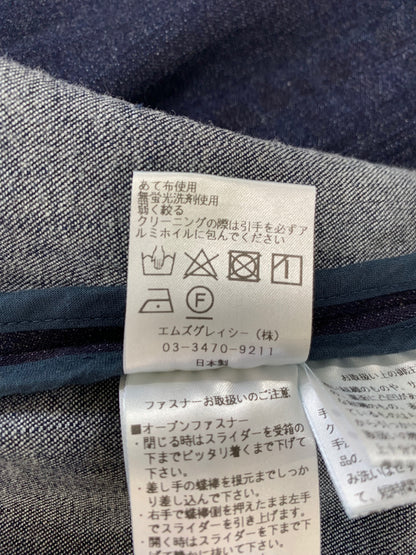 あて布使用
無蛍光洗剤使用
弱く絞る
クリーニングの際は引手を必ずア
ルミホイルに包んでください
F
エムズグレイシー（株）
03-3470-9211
日本製
ファスナーお取扱いのご注意
■オープンファスナー
・閉じる時はスライダーを受箱の
下までピッタリ着くまで下げて
下さい。
・差し手の蝶棒を根元までしっか
り差し込んで下さい。
・右手で蝶棒側を押えたまま左手
でスライダーを引き上げます。
・開く時はスライダーを下まで下
お取扱い上の